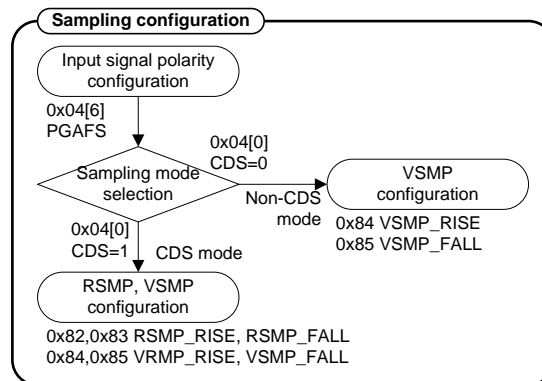 Sampling configuration
Input signal polarity
configuration
0x04[6]
PGAFS
0x04[0]
CDS=0
Sampling mode
selection
Non-CDS
mode
VSMP
configuration
0x84 VSMP_RISE
0x85 VSMP_FALL
0x04[0]
CDS=1
CDS mode
RSMP, VSMP
configuration
0x82,0x83 RSMP_RISE, RSMP_FALL
0x84,0x85 VRMP_RISE, VSMP_FALL